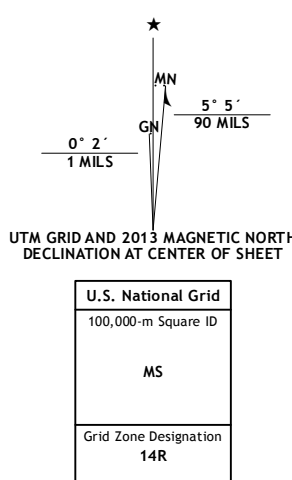 MN
GN
5° 5´
90 MILS
0° 2´
1 MILS
UTM GRID AND 2013 MAGNETIC NORTH
DECLINATION AT CENTER OF SHEET
U.S. National Grid
100,000-m Square ID
MS
Grid Zone Designation
14R